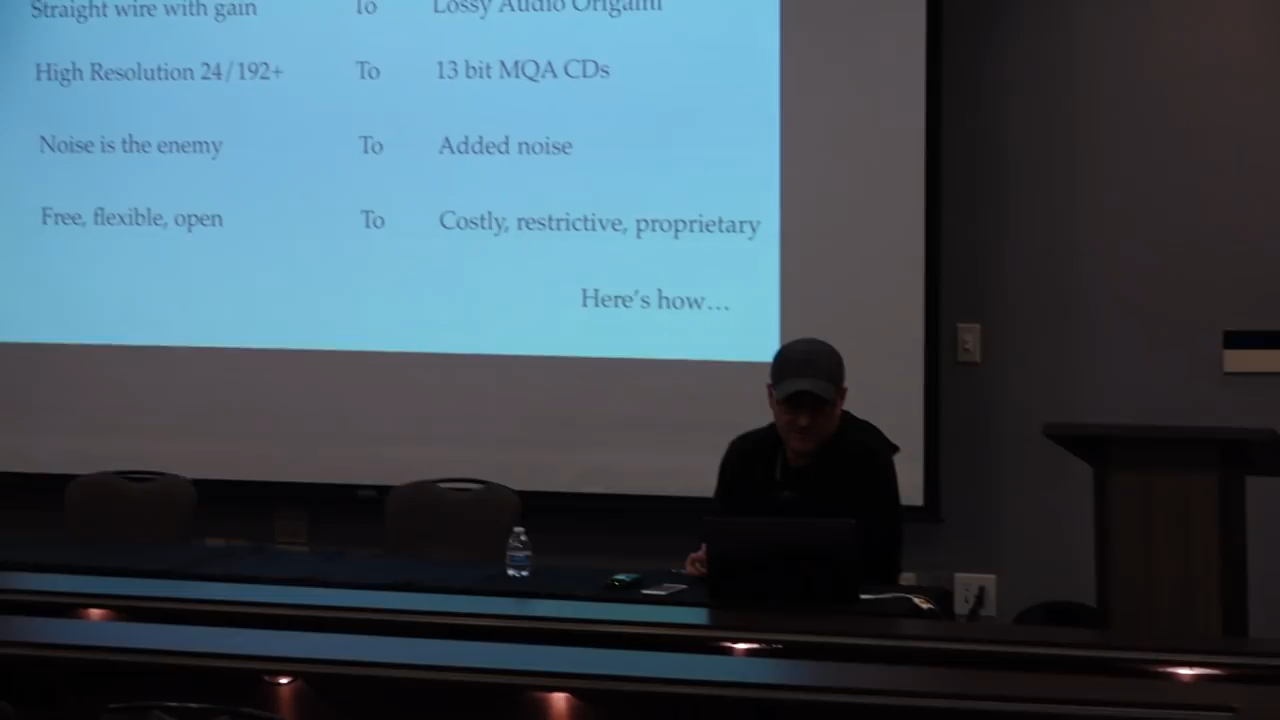 Straight wire with gain To Lossy Audio Origami
High Resolution 24/192+ To 13 bit MQA CDs
Noise is the enemy To Added noise
Free, flexible, open To Costly, restrictive, proprietary
Here's how…